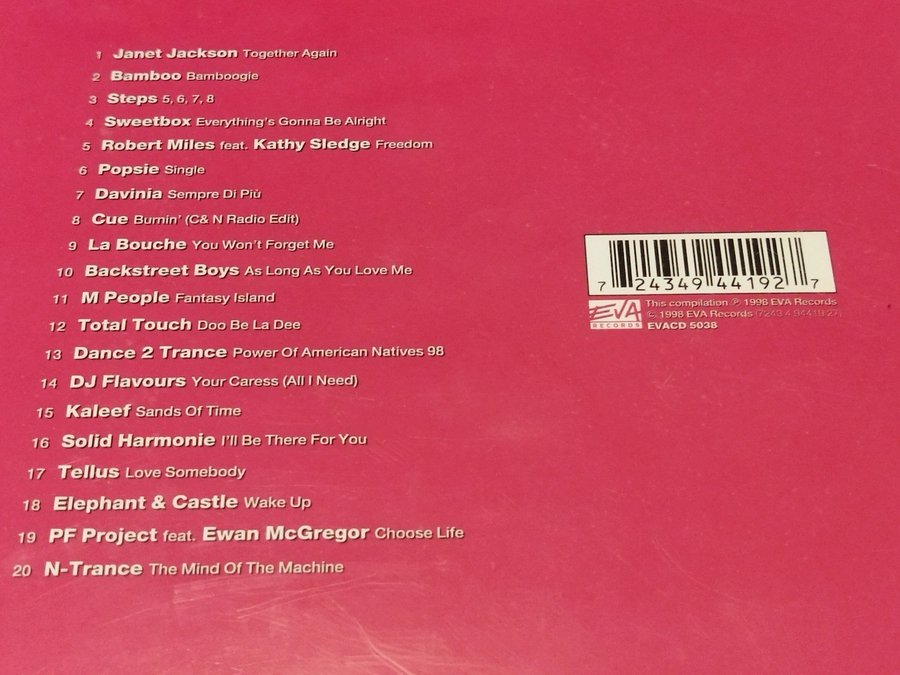 1 Janet Jackson Together Again
2 Bamboo Bamboogie
3 Steps 5, 6, 7, 8
4 Sweetbox Everything's Gonna Be Alright
5 Robert Miles feat. Kathy Sledge Freedom
6 Popsie Single
7 Davinia Sempre Di Più
8 Cue Burnin' (C& N Radio Edit)
9 La Bouche You Won't Forget Me
10 Backstreet Boys As Long As You Love Me
11 M People Fantasy Island
12 Total Touch Doo Be La Dee
13 Dance 2 Trance Power Of American Natives 98
14 DJ Flavours Your Caress (All I Need)
15 Kaleef Sands Of Time
16 Solid Harmonie I'll Be There For You
17 Tellus Love Somebody
18 Elephant & Castle Wake Up
19 PF Project feat. Ewan McGregor Choose Life
20 N-Trance The Mind Of The Machine
7 24349 44192 7
EVA
RECORDS
This compilation ℗ 1998 EVA Records
© 1998 EVA Records (7243 4 94419 27)
EVACD 5038